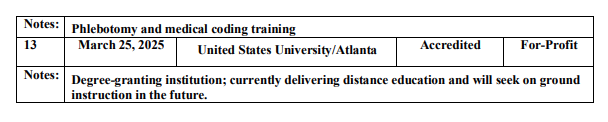 Notes: Phlebotomy and medical coding training
13 March 25, 2025 United States University/Atlanta Accredited For-Profit
Notes: Degree-granting institution; currently delivering distance education and will seek on ground
instruction in the future.